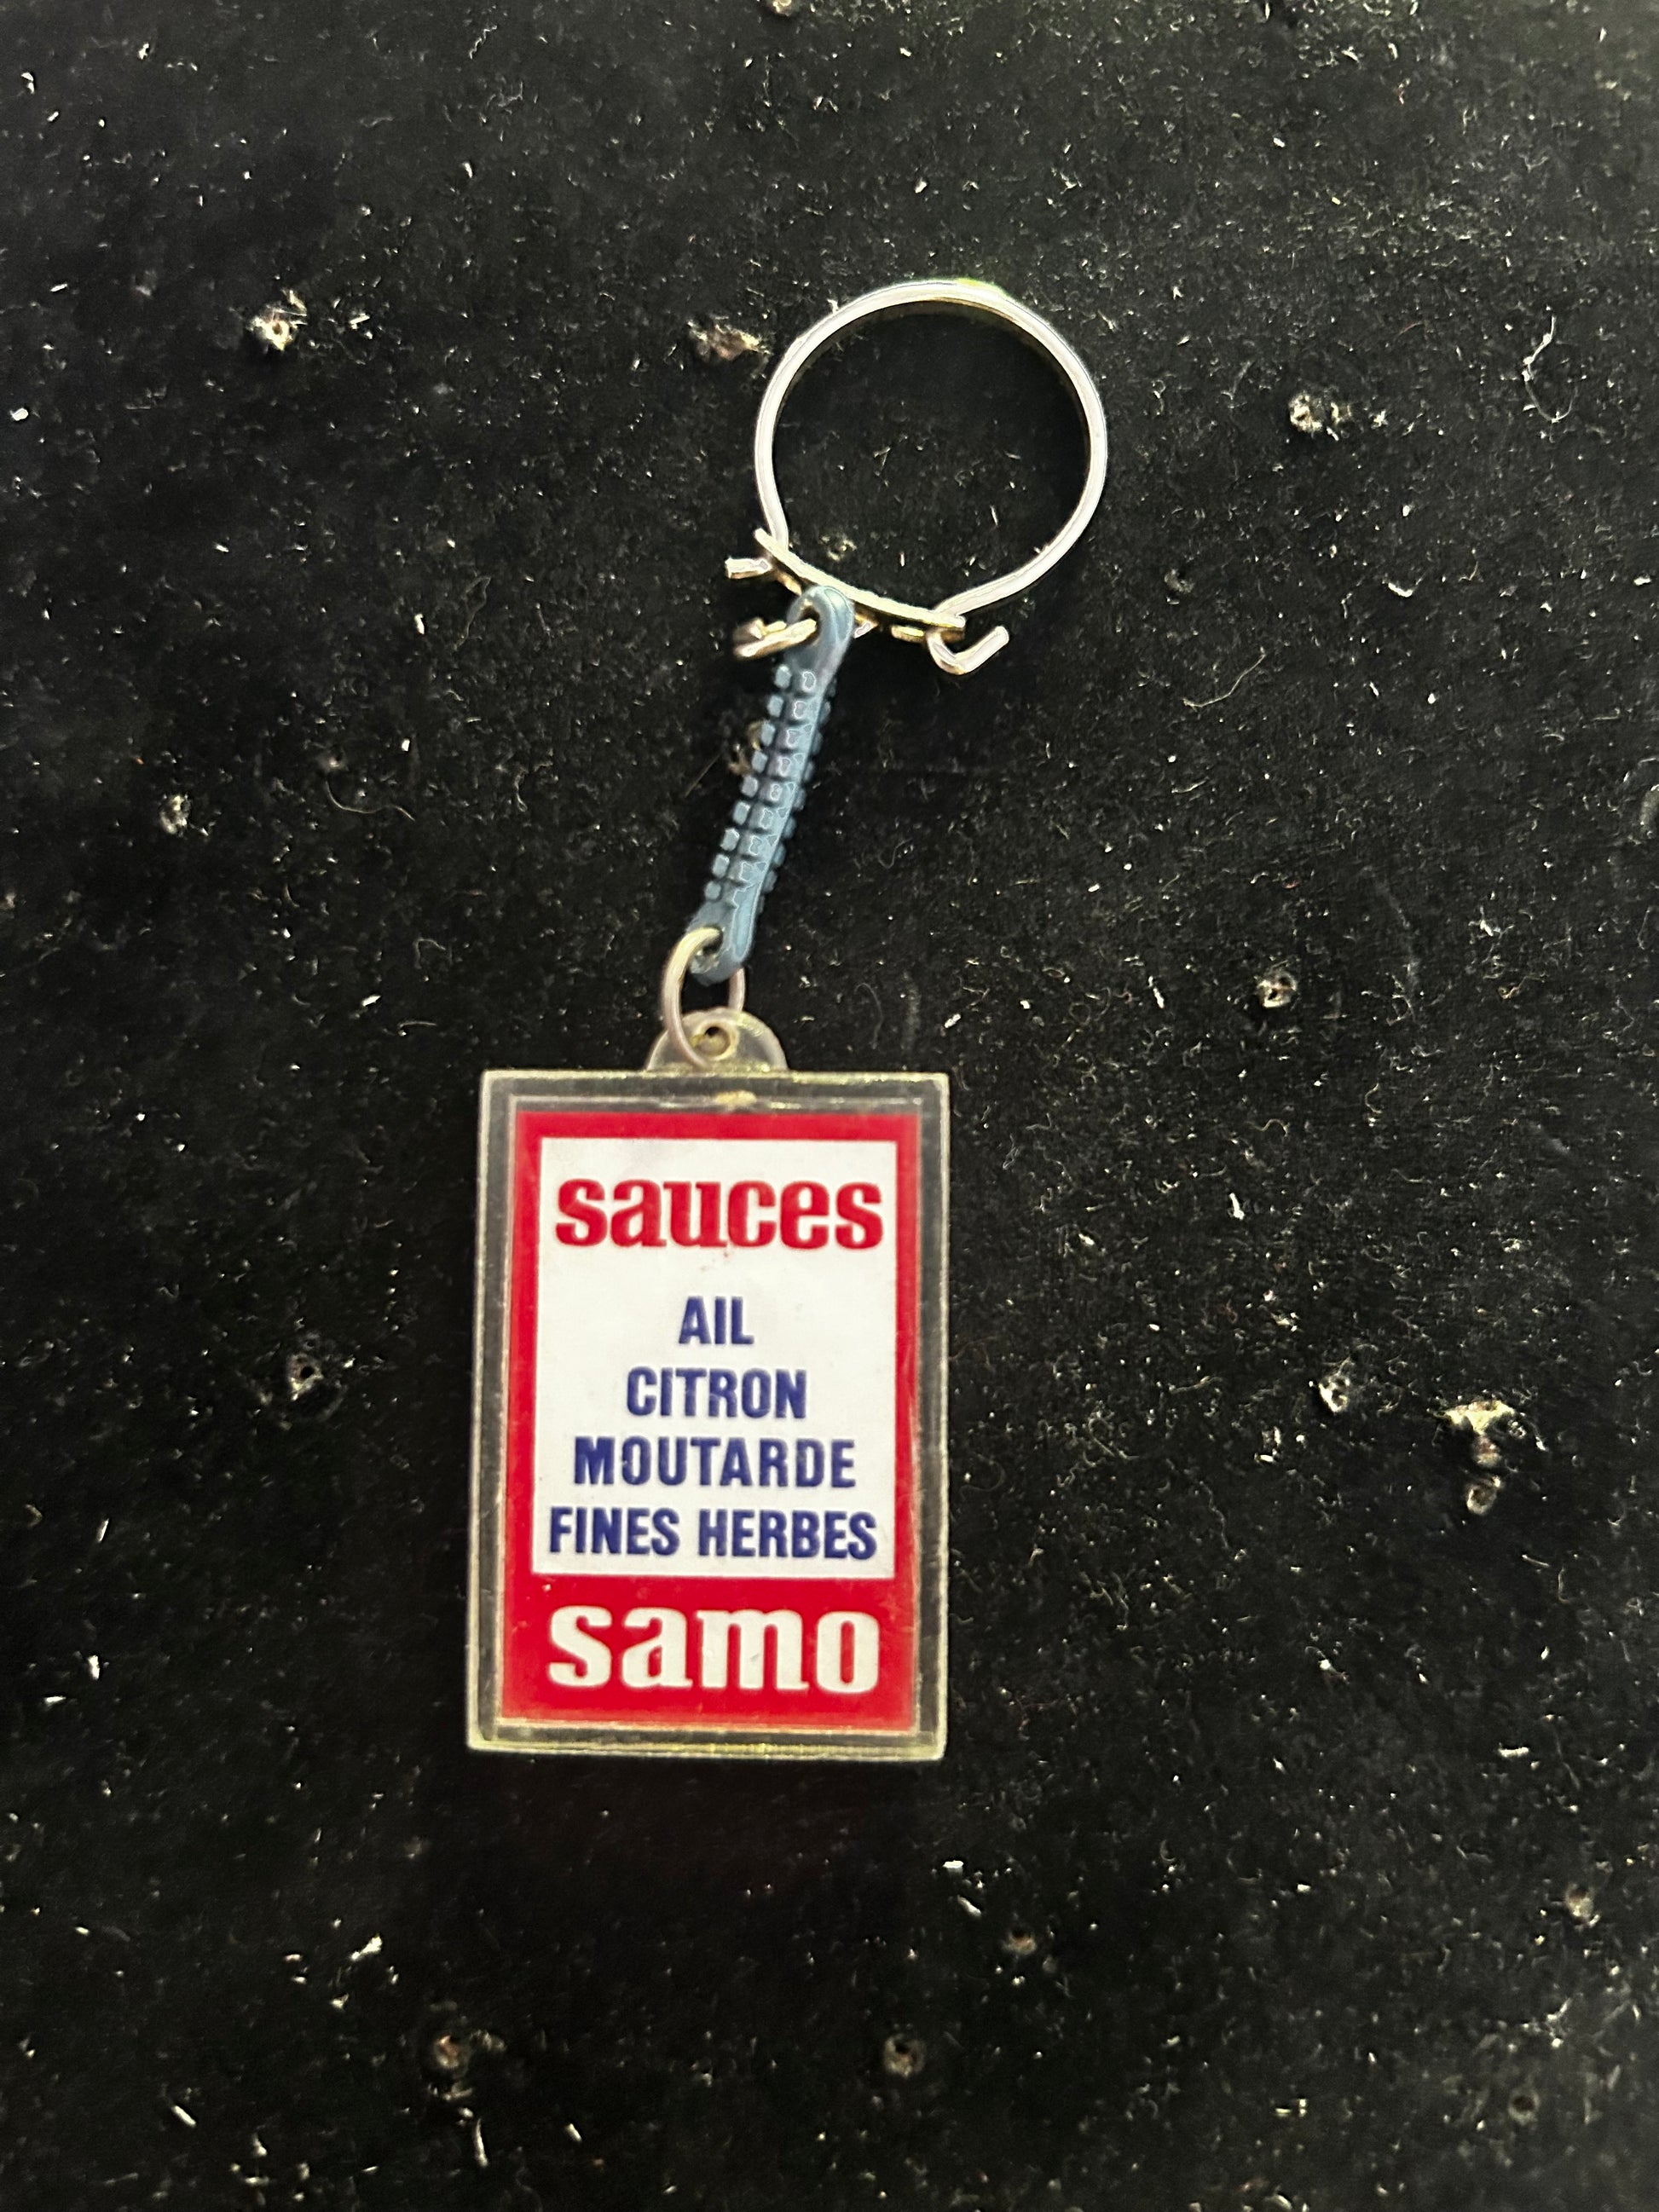 sauces
AIL
CITRON
MOUTARDE
FINES HERBES
samo